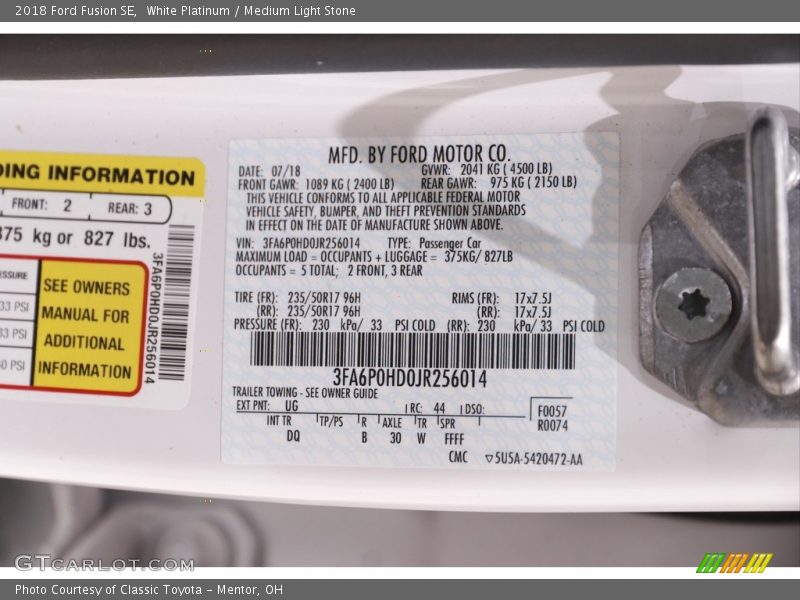 2018 Ford Fusion SE, White Platinum / Medium Light Stone
DING INFORMATION
FRONT: 2 REAR: 3
375 kg or 827 lbs.
SEE OWNERS
MANUAL FOR
ADDITIONAL
INFORMATION
33 PSI
33 PSI
60 PSI
3FA6P0HD0JR256014
MFD. BY FORD MOTOR CO.
DATE: 07/18 GVWR: 2041 KG ( 4500 LB)
FRONT GAWR: 1089 KG ( 2400 LB) REAR GAWR: 975 KG ( 2150 LB)
THIS VEHICLE CONFORMS TO ALL APPLICABLE FEDERAL MOTOR
VEHICLE SAFETY, BUMPER, AND THEFT PREVENTION STANDARDS
IN EFFECT ON THE DATE OF MANUFACTURE SHOWN ABOVE.
VIN: 3FA6P0HD0JR256014 TYPE: Passenger Car
MAXIMUM LOAD = OCCUPANTS + LUGGAGE = 375KG/ 827LB
OCCUPANTS = 5 TOTAL; 2 FRONT, 3 REAR
TIRE (FR): 235/50R17 96H RIMS (FR): 17x7.5J
(RR): 235/50R17 96H (RR): 17x7.5J
PRESSURE (FR): 230 kPa/ 33 PSI COLD (RR): 230 kPa/ 33 PSI COLD
3FA6P0HD0JR256014
TRAILER TOWING - SEE OWNER GUIDE
EXT PNT: UG RC: 44 DSO: F0057
INT TR TP/PS R AXLE TR SPR R0074
DQ B 30 W FFFF
CMC ▽5U5A-5420472-AA
GTCarLot.com
Photo Courtesy of Classic Toyota - Mentor, OH